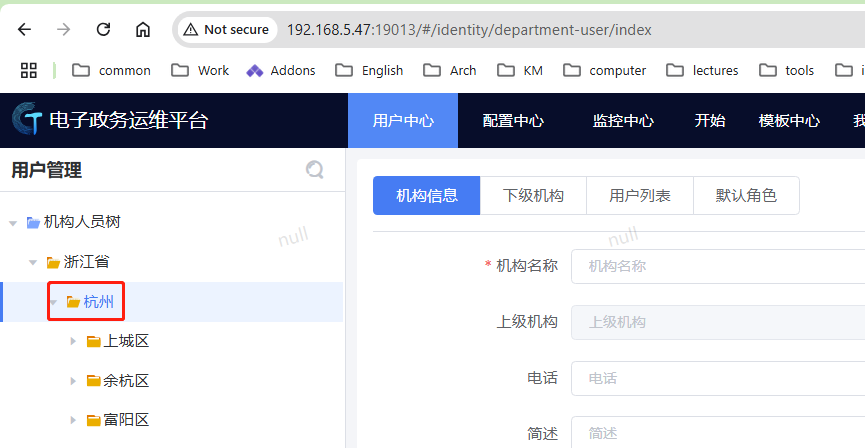 Not secure 192.168.5.47:19013/#/identity/department-user/index
common Work Addons English Arch KM computer lectures tools
电子政务运维平台 用户中心 配置中心 监控中心 开始 模板中心
用户管理
机构信息 下级机构 用户列表 默认角色
机构人员树
null null
浙江省
* 机构名称 机构名称
杭州
上级机构 上级机构
上城区
电话 电话
余杭区
富阳区
简述 简述